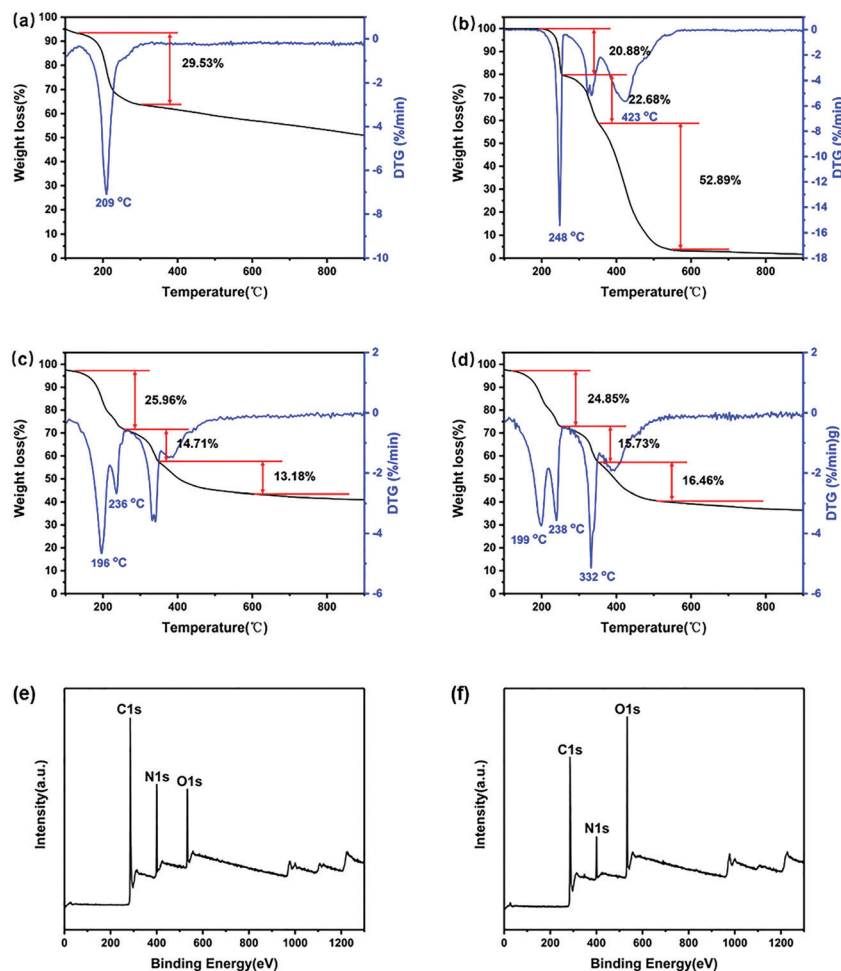 (a)
100
90
80
70
60
50
40
30
20
10
0
Weight loss(%)
29.53%
209 °C
0
-2
-4
-6
-8
-10
DTG (%/min)
200 400 600 800
Temperature(℃)
(b)
100
90
80
70
60
50
40
30
20
10
0
Weight loss(%)
20.88%
22.68%
423 °C
52.89%
248 °C
0
-2
-4
-6
-8
-10
-12
-14
-16
-18
DTG (%/min)
200 400 600 800
Temperature(℃)
(c)
100
90
80
70
60
50
40
30
20
10
0
Weight loss(%)
25.96%
14.71%
13.18%
236 °C
196 °C
2
0
-2
-4
-6
DTG (%/min)
200 400 600 800
Temperature(℃)
(d)
100
90
80
70
60
50
40
30
20
10
0
Weight loss(%)
24.85%
15.73%
16.46%
199 °C
238 °C
332 °C
2
0
-2
-4
-6
DTG (%/min)g)
200 400 600 800
Temperature(℃)
(e)
C1s
N1s
O1s
Intensity(a.u.)
0 200 400 600 800 1000 1200
Binding Energy(eV)
(f)
O1s
C1s
N1s
Intensity(a.u.)
0 200 400 600 800 1000 1200
Binding Energy(eV)